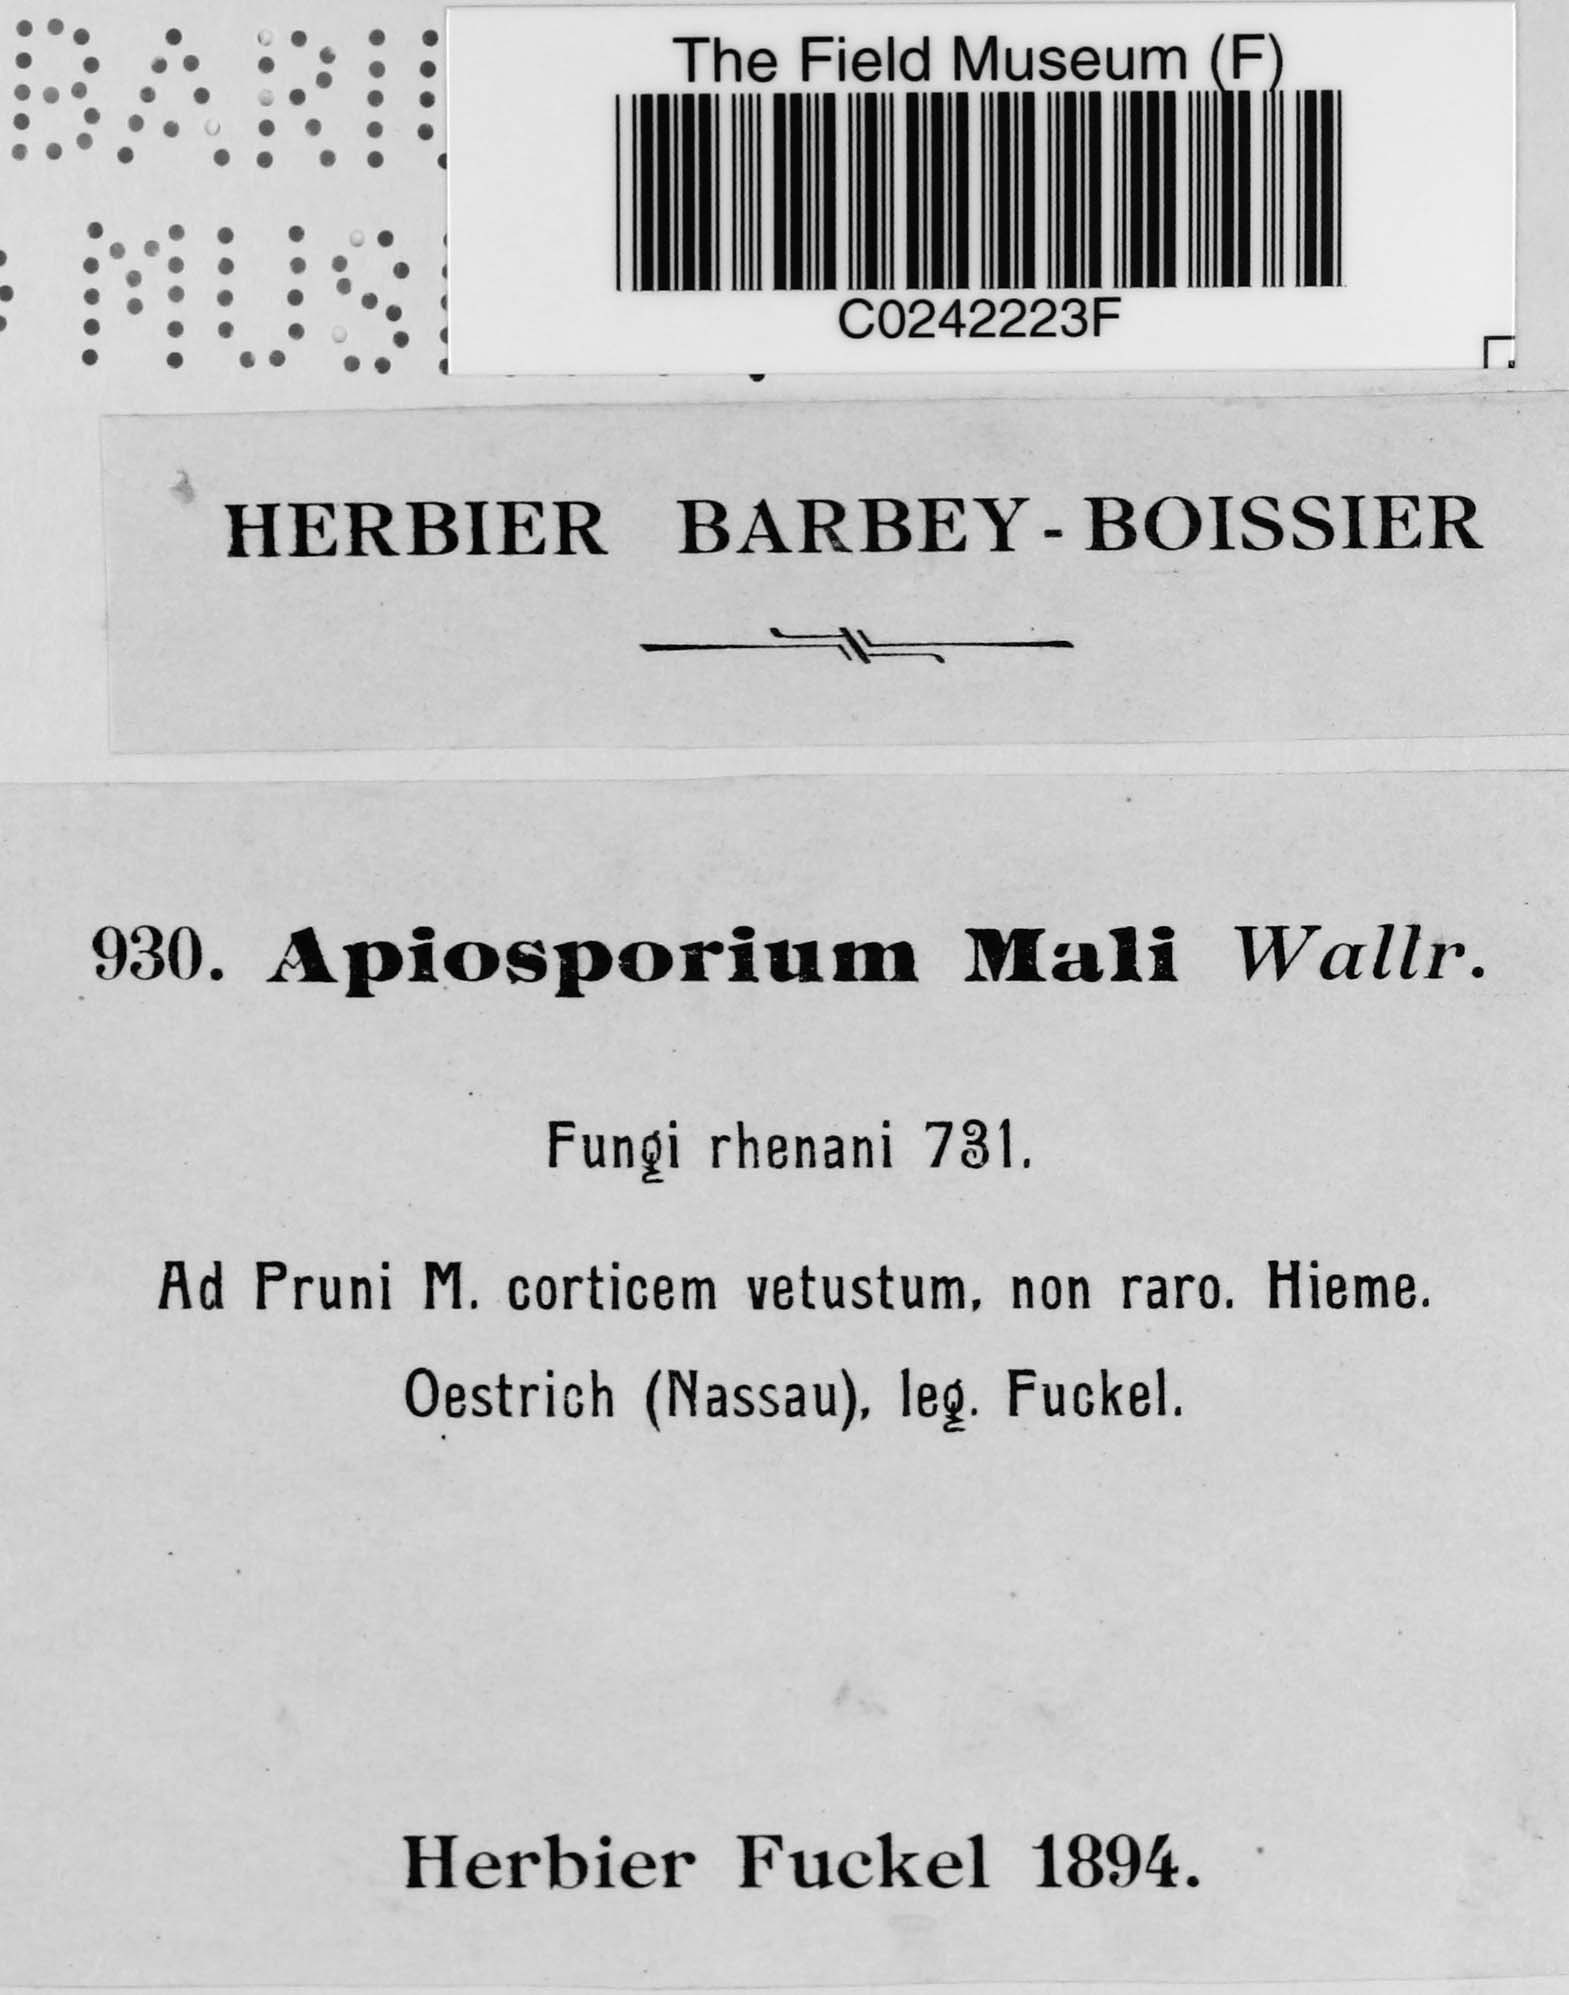 The Field Museum (F)
C0242223F
HERBIER BARBEY-BOISSIER
930. Apiosporium Mali Wallr.
Fungi rhenani 731.
Ad Pruni M. corticem vetustum, non raro. Hieme.
Oestrich (Nassau), leg. Fuckel.
Herbier Fuckel 1894.